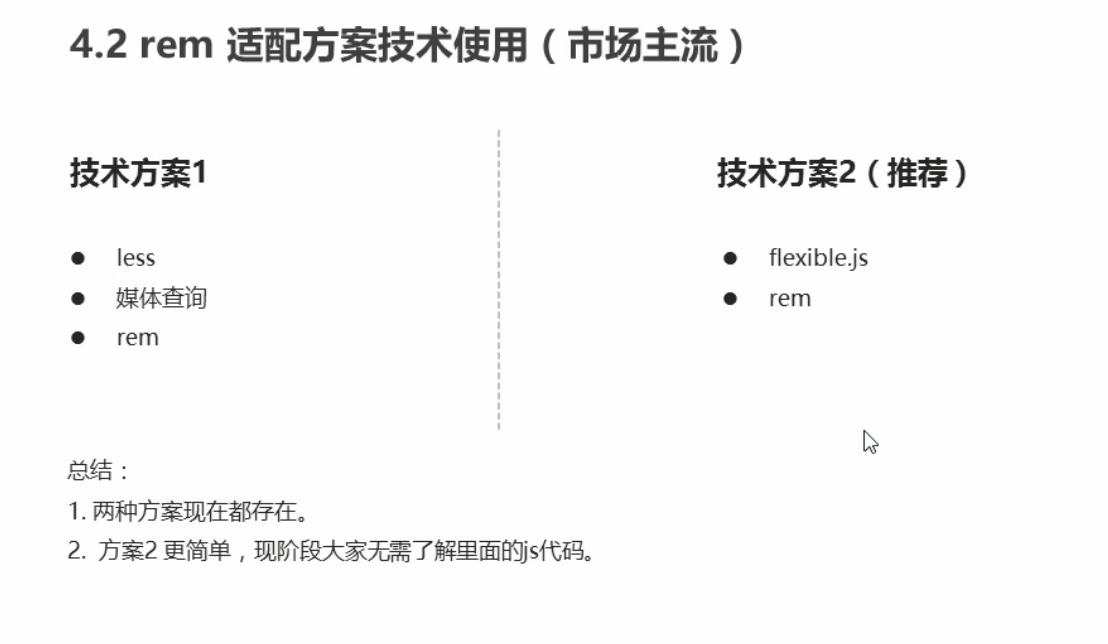 4.2 rem 适配方案技术使用（市场主流）
技术方案1
● less
● 媒体查询
● rem
技术方案2（推荐）
● flexible.js
● rem
总结：
1. 两种方案现在都存在。
2. 方案2 更简单，现阶段大家无需了解里面的js代码。